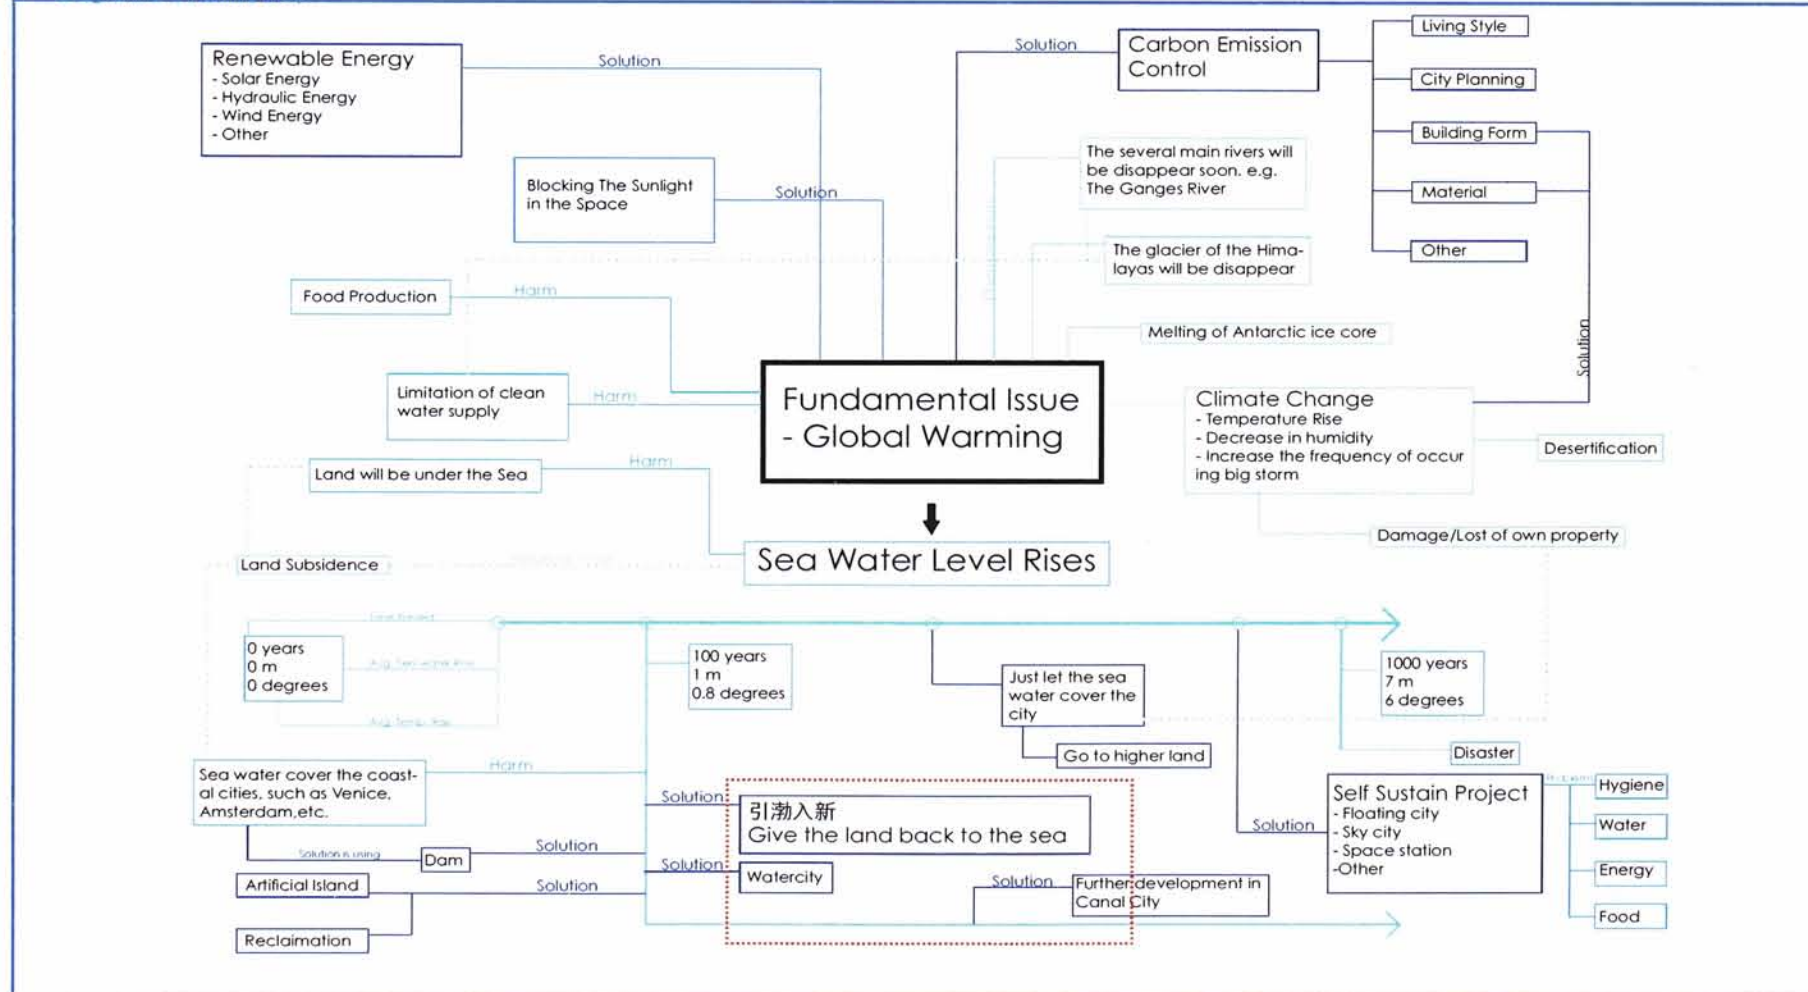 Renewable Energy
- Solar Energy
- Hydraulic Energy
- Wind Energy
- Other
Solution
Solution
Carbon Emission
Control
Living Style
City Planning
Building Form
Material
Other
Solution
Blocking The Sunlight
in the Space
Solution
The several main rivers will
be disappear soon. e.g.
The Ganges River
The glacier of the Hima-
layas will be disappear
Melting of Antarctic ice core
Food Production
Harm
Limitation of clean
water supply
Harm
Land will be under the Sea
Harm
Fundamental Issue
- Global Warming
Climate Change
- Temperature Rise
- Decrease in humidity
- Increase the frequency of occur
ing big storm
Desertification
Damage/Lost of own property
Sea Water Level Rises
Land Subsidence
0 years
0 m
0 degrees
100 years
1 m
0.8 degrees
Just let the sea
water cover the
city
Go to higher land
1000 years
7 m
6 degrees
Disaster
Sea water cover the coast-
al cities, such as Venice,
Amsterdam,etc.
Harm
Solution is using
Dam
Solution
Artificial Island
Solution
Reclaimation
Solution
引渤入新
Give the land back to the sea
Solution
Watercity
Solution
Further development in
Canal City
Solution
Self Sustain Project
- Floating city
- Sky city
- Space station
-Other
Hygiene
Water
Energy
Food